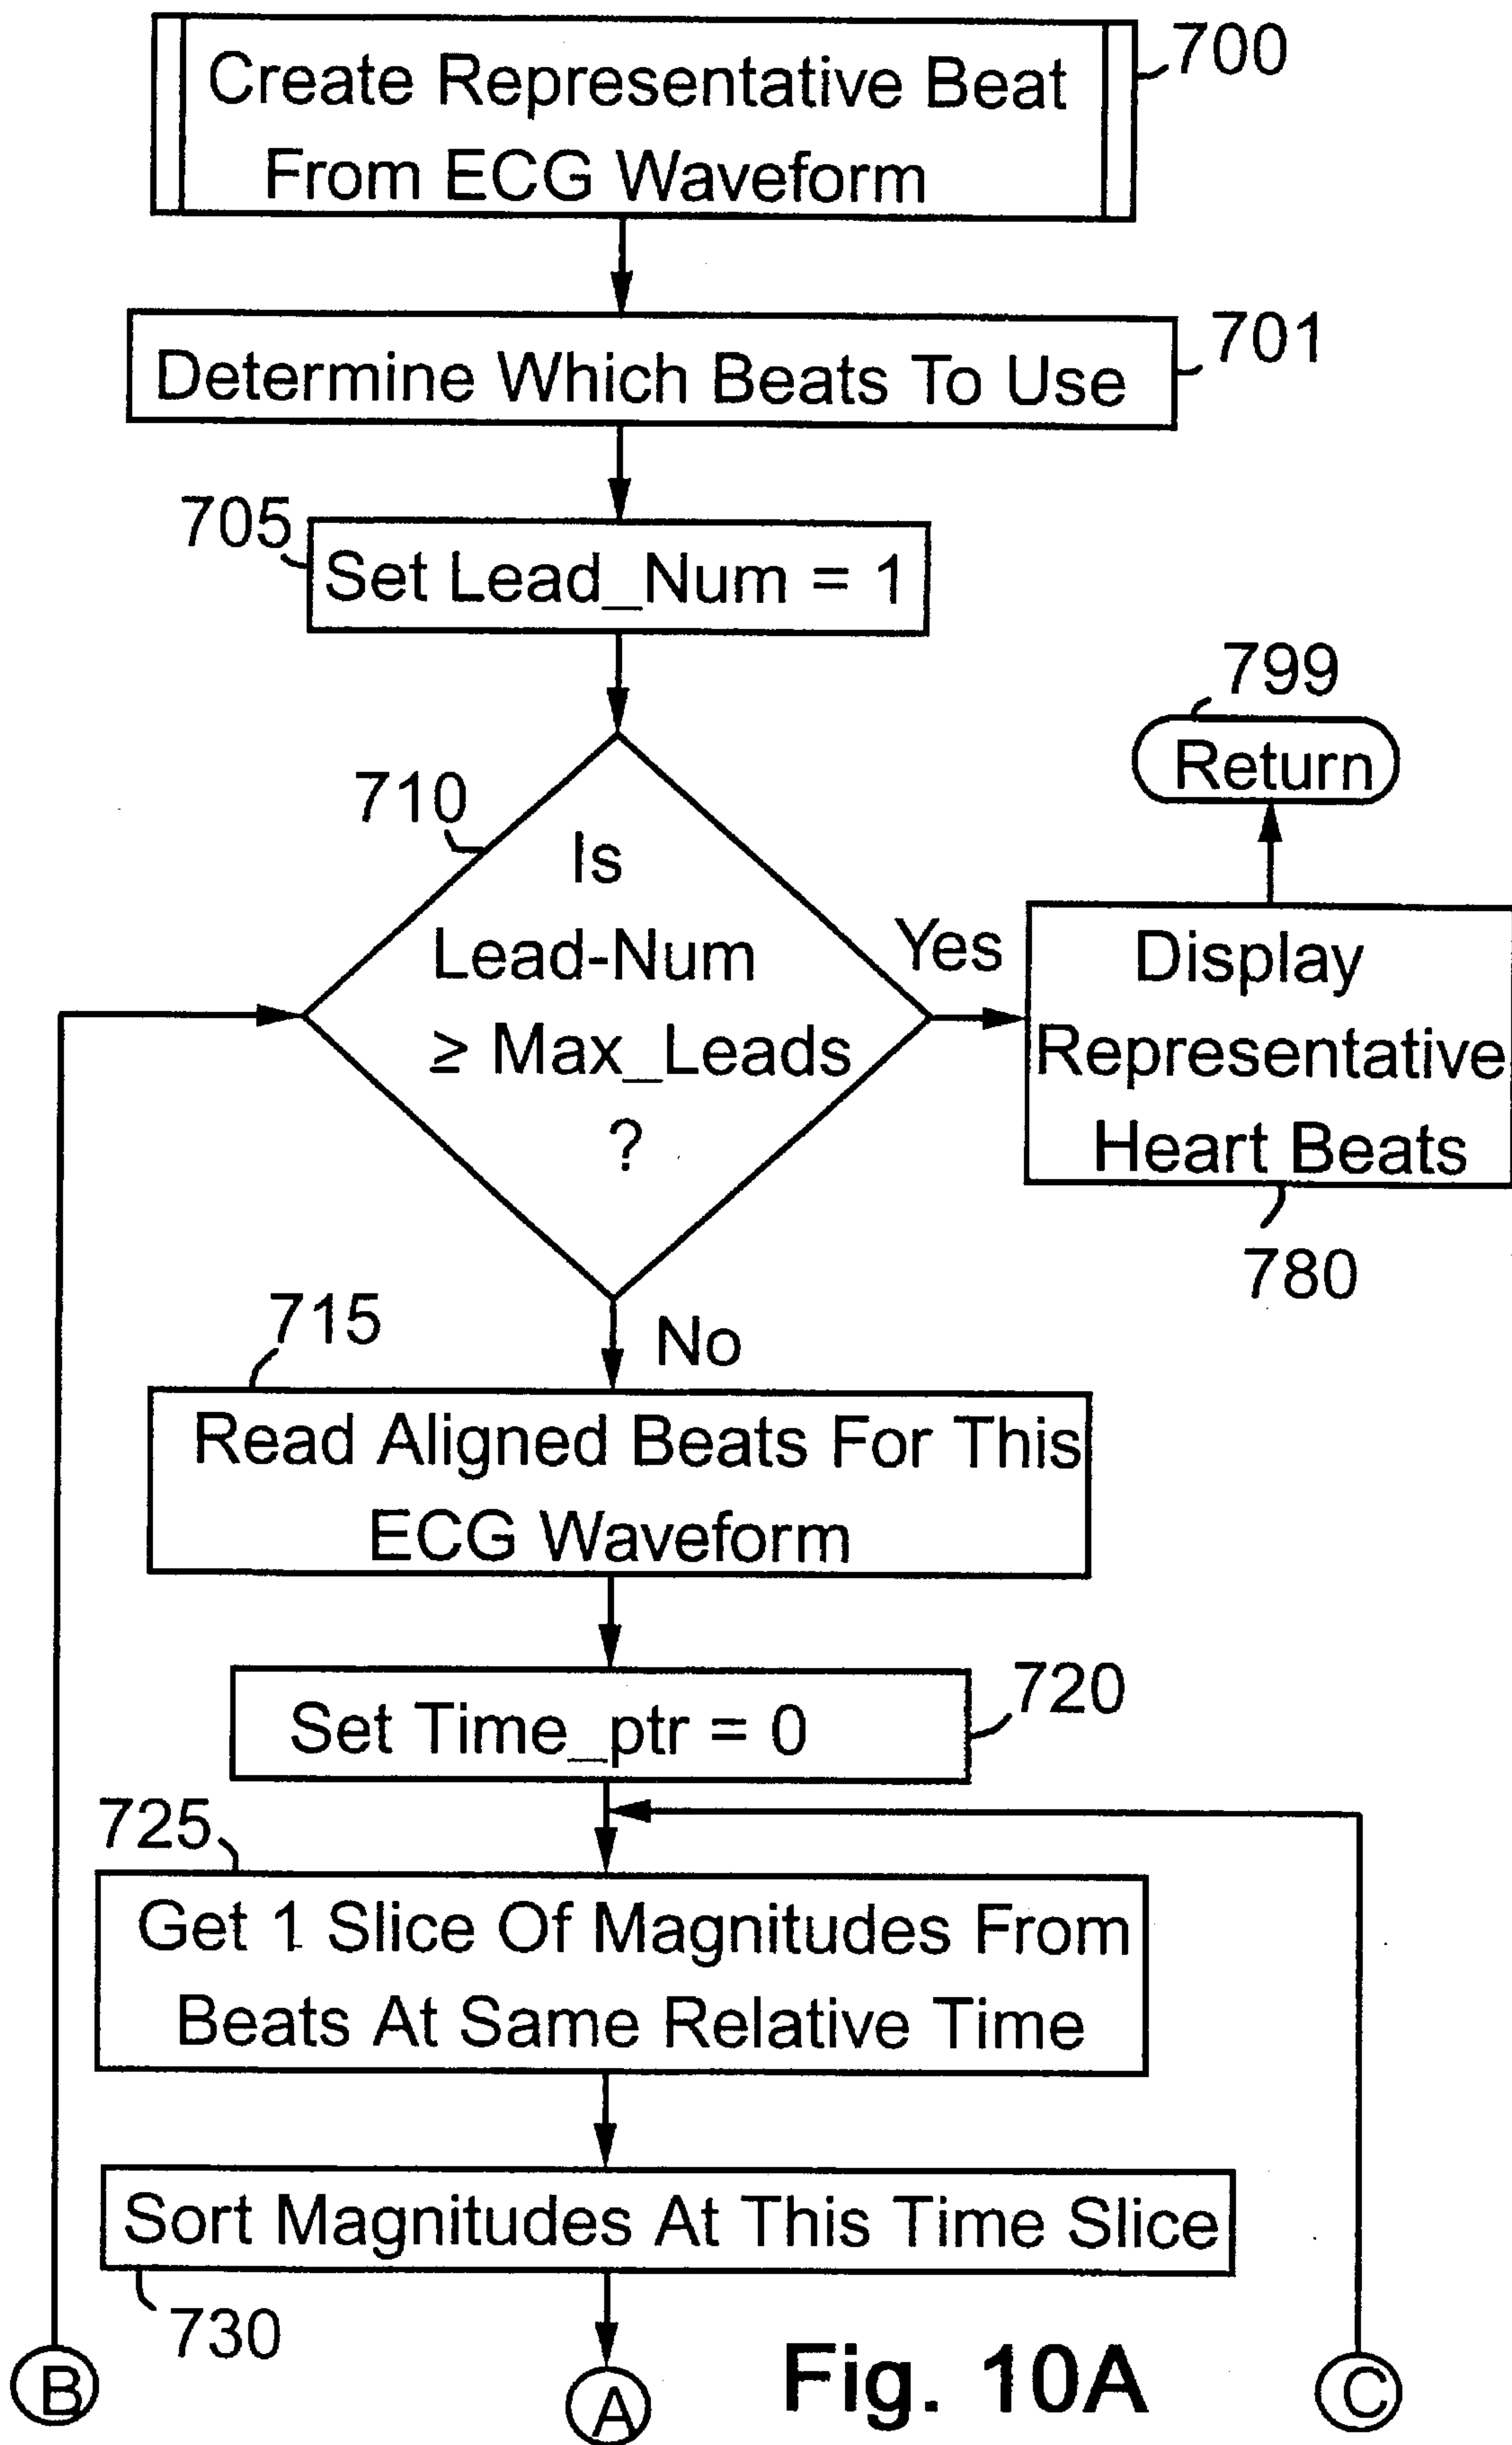 Create Representative Beat
From ECG Waveform
700
Determine Which Beats To Use
701
705
Set Lead_Num = 1
799
Return
710
Is
Lead-Num
≥ Max_Leads
?
Yes
Display
Representative
Heart Beats
780
No
715
Read Aligned Beats For This
ECG Waveform
720
Set Time_ptr = 0
725
Get 1 Slice Of Magnitudes From
Beats At Same Relative Time
Sort Magnitudes At This Time Slice
730
B
A
Fig. 10A
C